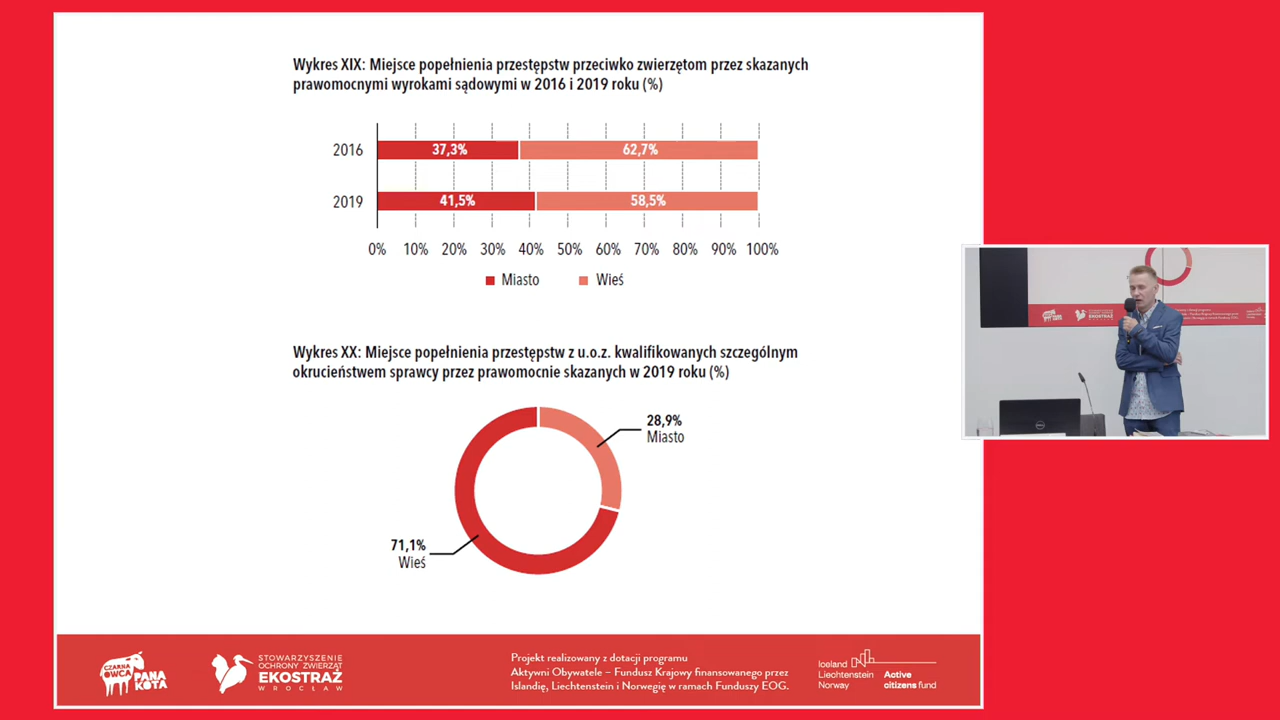 Wykres XIX: Miejsce popełnienia przestępstw przeciwko zwierzętom przez skazanych
prawomocnymi wyrokami sądowymi w 2016 i 2019 roku (%)
2016
37,3%
62,7%
2019
41,5%
58,5%
0% 10% 20% 30% 40% 50% 60% 70% 80% 90% 100%
Miasto
Wieś
Wykres XX: Miejsce popełnienia przestępstw z u.o.z. kwalifikowanych szczególnym
okrucieństwem sprawcy przez prawomocnie skazanych w 2019 roku (%)
28,9%
Miasto
71,1%
Wieś
CZARNA
OWCA
PANA
KOTA
STOWARZYSZENIE
OCHRONY ZWIERZĄT
EKOSTRAŻ
WROCŁAW
Projekt realizowany z dotacji programu
Aktywni Obywatele – Fundusz Krajowy finansowanego przez
Islandię, Liechtenstein i Norwegię w ramach Funduszy EOG.
Iceland
Liechtenstein
Norway
Active
citizens fund
PANA
KOTA
EKOSTRAŻ
DELL